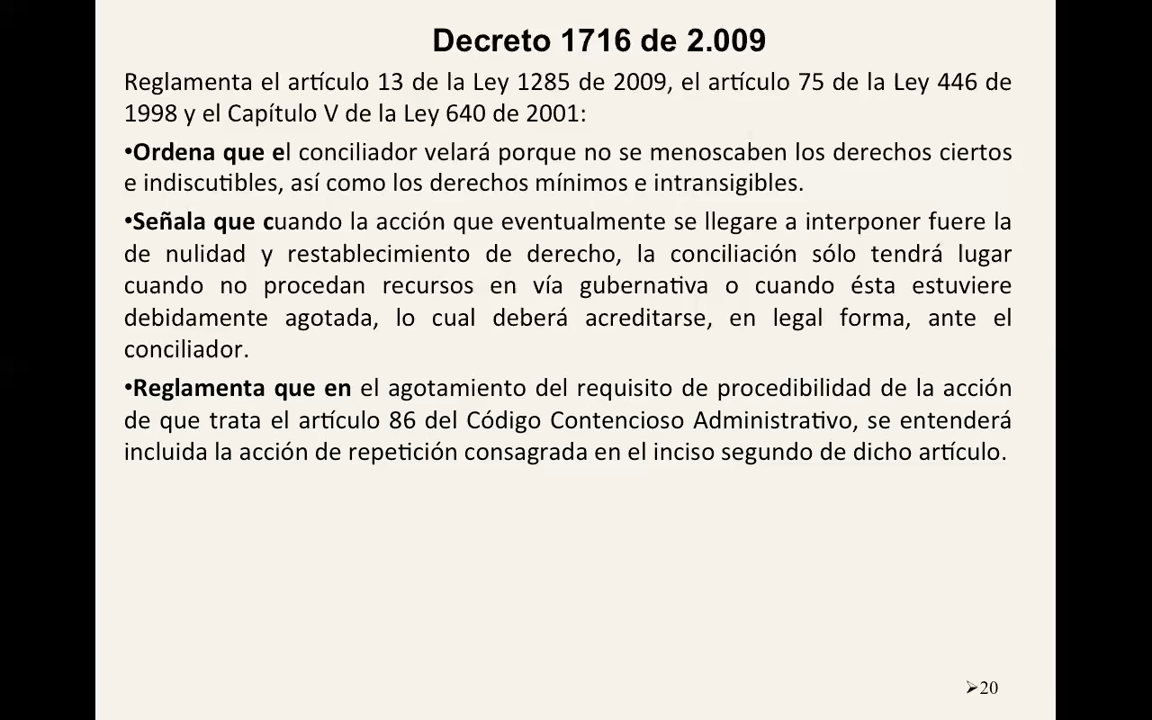 Decreto 1716 de 2.009
Reglamenta el artículo 13 de la Ley 1285 de 2009, el artículo 75 de la Ley 446 de
1998 y el Capítulo V de la Ley 640 de 2001:
•Ordena que el conciliador velará porque no se menoscaben los derechos ciertos
e indiscutibles, así como los derechos mínimos e intransigibles.
•Señala que cuando la acción que eventualmente se llegare a interponer fuere la
de nulidad y restablecimiento de derecho, la conciliación sólo tendrá lugar
cuando no procedan recursos en vía gubernativa o cuando ésta estuviere
debidamente agotada, lo cual deberá acreditarse, en legal forma, ante el
conciliador.
•Reglamenta que en el agotamiento del requisito de procedibilidad de la acción
de que trata el artículo 86 del Código Contencioso Administrativo, se entenderá
incluida la acción de repetición consagrada en el inciso segundo de dicho artículo.
➢20